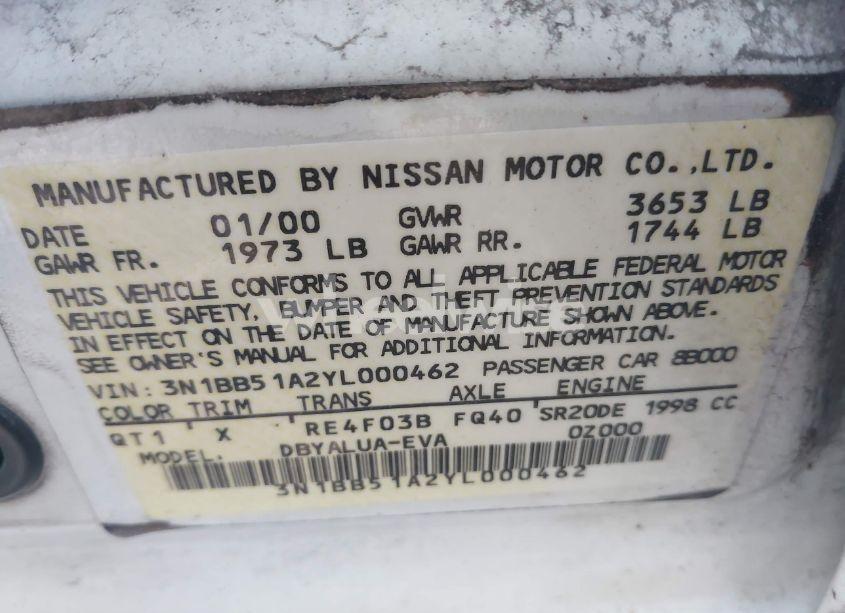 MANUFACTURED BY NISSAN MOTOR CO.,LTD.
DATE 01/00 GVWR 3653 LB
GAWR FR. 1973 LB GAWR RR. 1744 LB
THIS VEHICLE CONFORMS TO ALL APPLICABLE FEDERAL MOTOR
VEHICLE SAFETY, BUMPER AND THEFT PREVENTION STANDARDS
IN EFFECT ON THE DATE OF MANUFACTURE SHOWN ABOVE.
SEE OWNER'S MANUAL FOR ADDITIONAL INFORMATION.
VIN: 3N1BB51A2YL000462 PASSENGER CAR 8B000
COLOR TRIM TRANS AXLE ENGINE
QT1 X RE4F03B FQ40 SR20DE 1998 CC
MODEL: DBYALUA-EVA 0Z000
3N1BB51A2YL000462